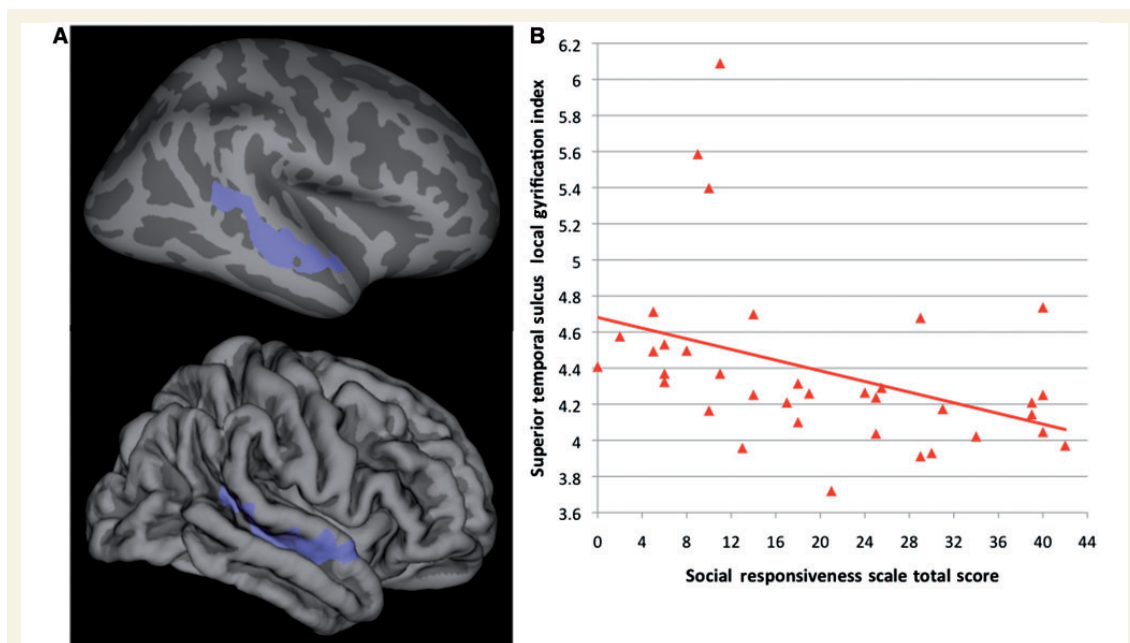 A
B
Superior temporal sulcus local gyrification index
6.2
6
5.8
5.6
5.4
5.2
5
4.8
4.6
4.4
4.2
4
3.8
3.6
0 4 8 12 16 20 24 28 32 36 40 44
Social responsiveness scale total score